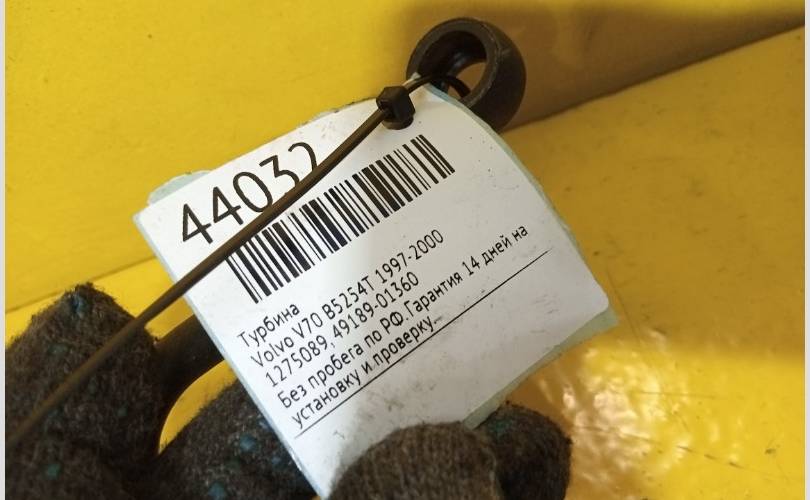 44032
Турбина
Volvo V70 B5254T 1997-2000
1275089, 49189-01360
Без пробега по РФ.Гарантия 14 дней на
установку и проверку.